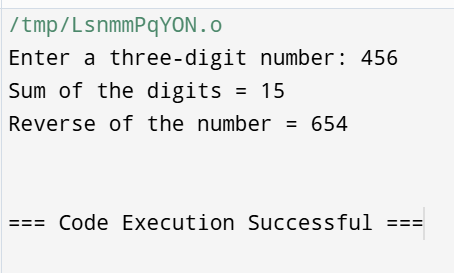 /tmp/LsnmmPqYON.o
Enter a three-digit number: 456
Sum of the digits = 15
Reverse of the number = 654
=== Code Execution Successful ===